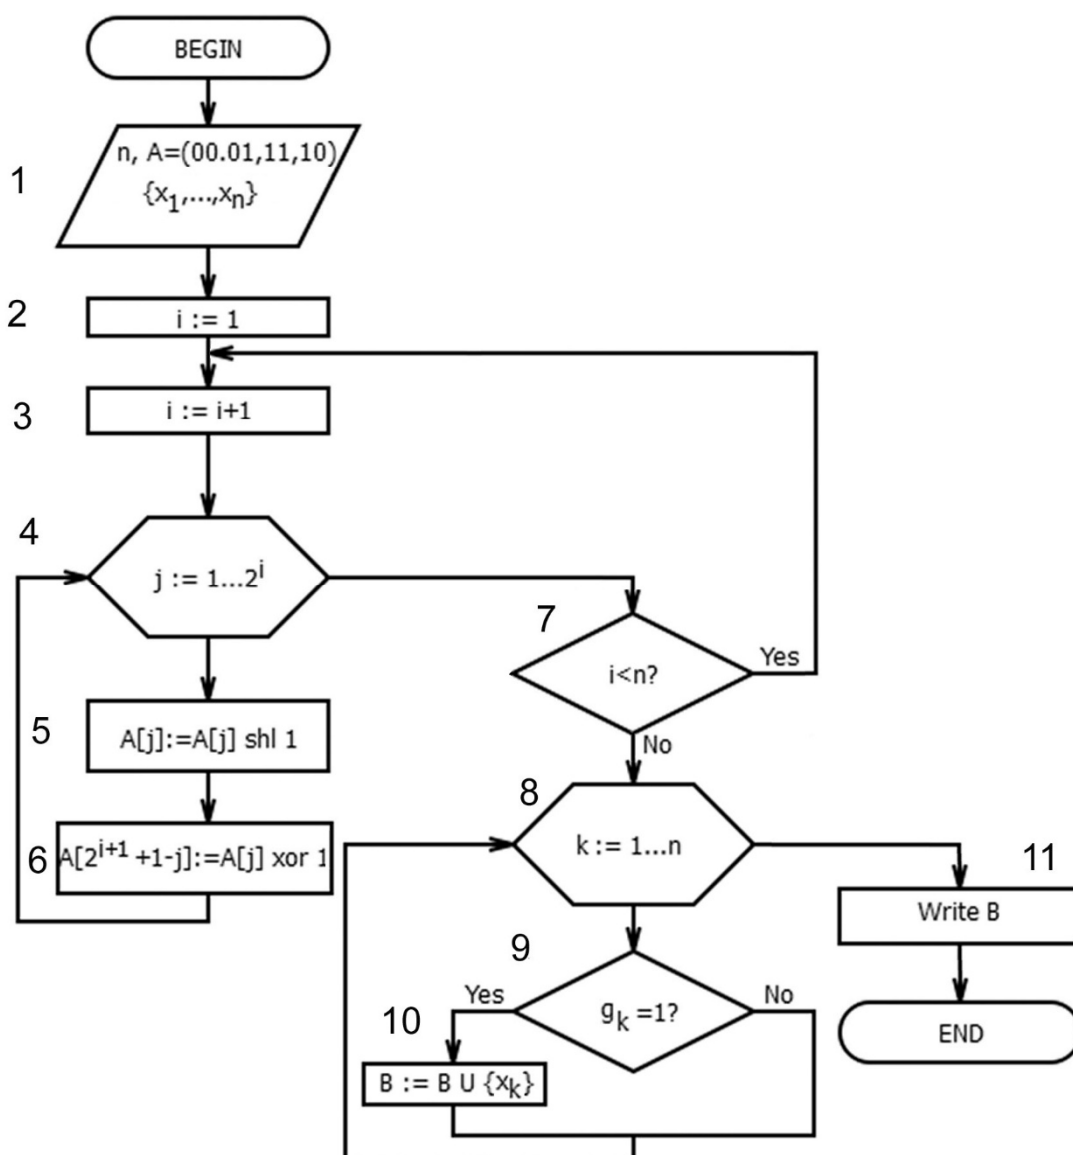 BEGIN
1
n, A=(00.01,11,10)
{x₁,...,xₙ}
2
i := 1
3
i := i+1
4
j := 1...2ⁱ
5
A[j]:=A[j] shl 1
6
A[2ⁱ⁺¹ +1-j]:=A[j] xor 1
7
i<n?
Yes
No
8
k := 1...n
9
gₖ =1?
Yes
No
10
B := B U {xₖ}
11
Write B
END